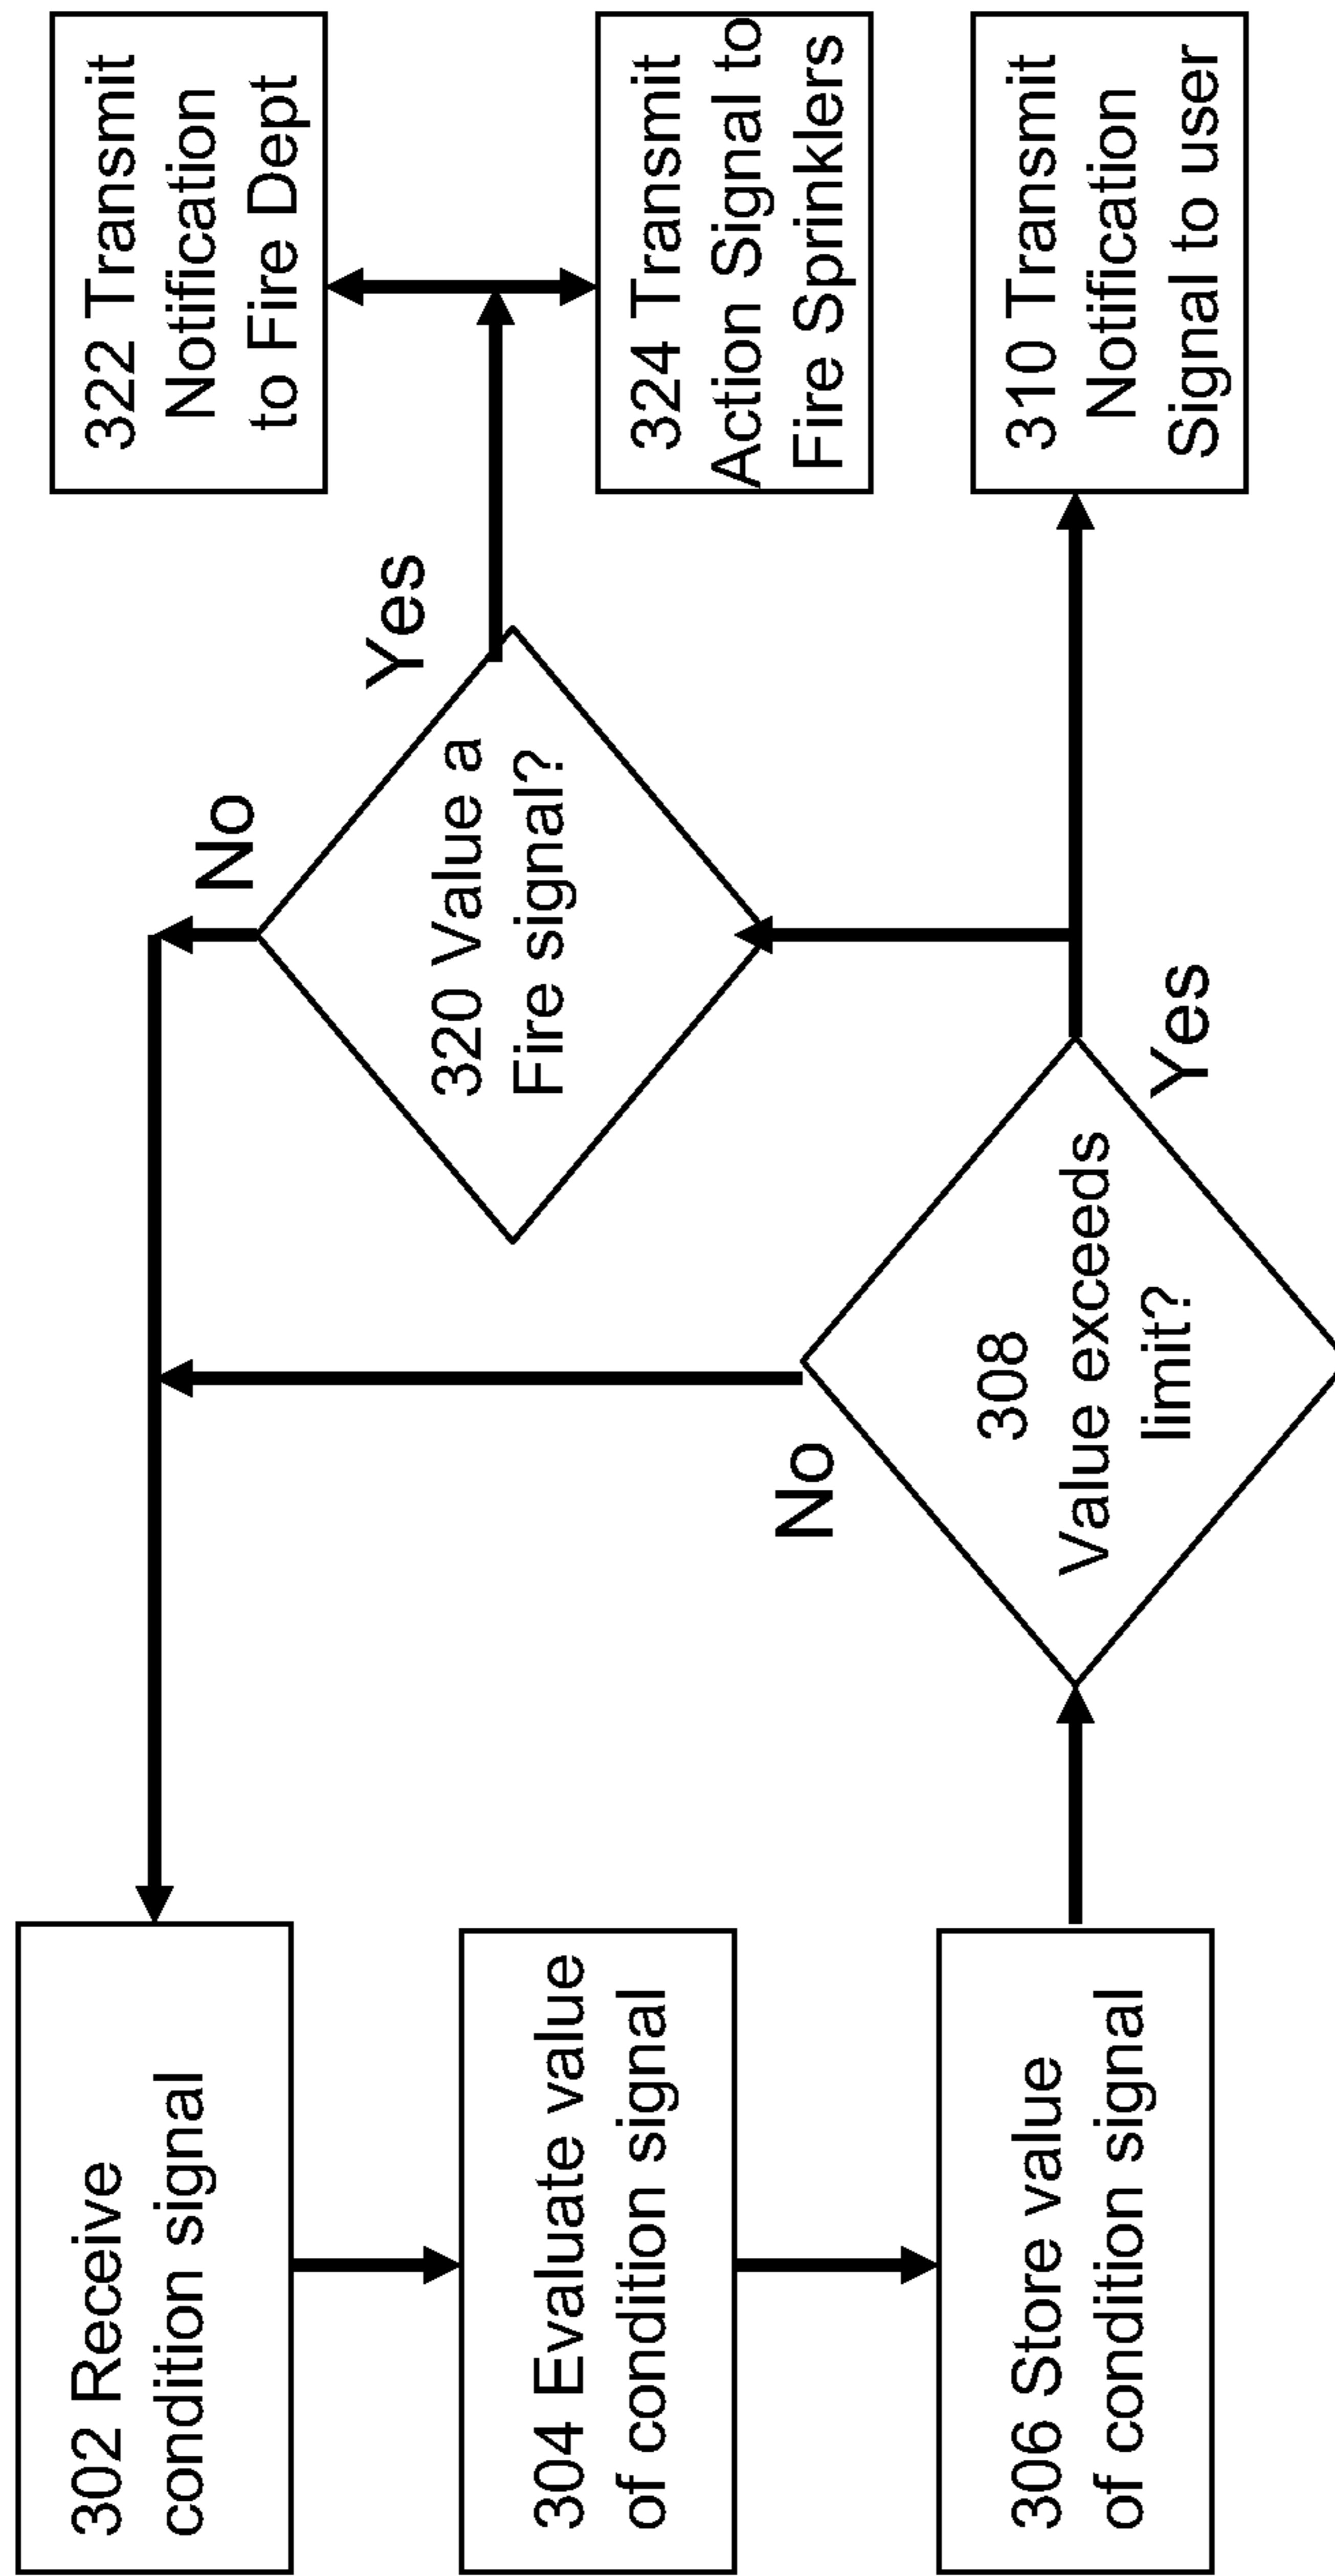 302 Receive
condition signal
304 Evaluate value
of condition signal
306 Store value
of condition signal
308
Value exceeds
limit?
No
Yes
320 Value a
Fire signal?
No
Yes
322 Transmit
Notification
to Fire Dept
324 Transmit
Action Signal to
Fire Sprinklers
310 Transmit
Notification
Signal to user